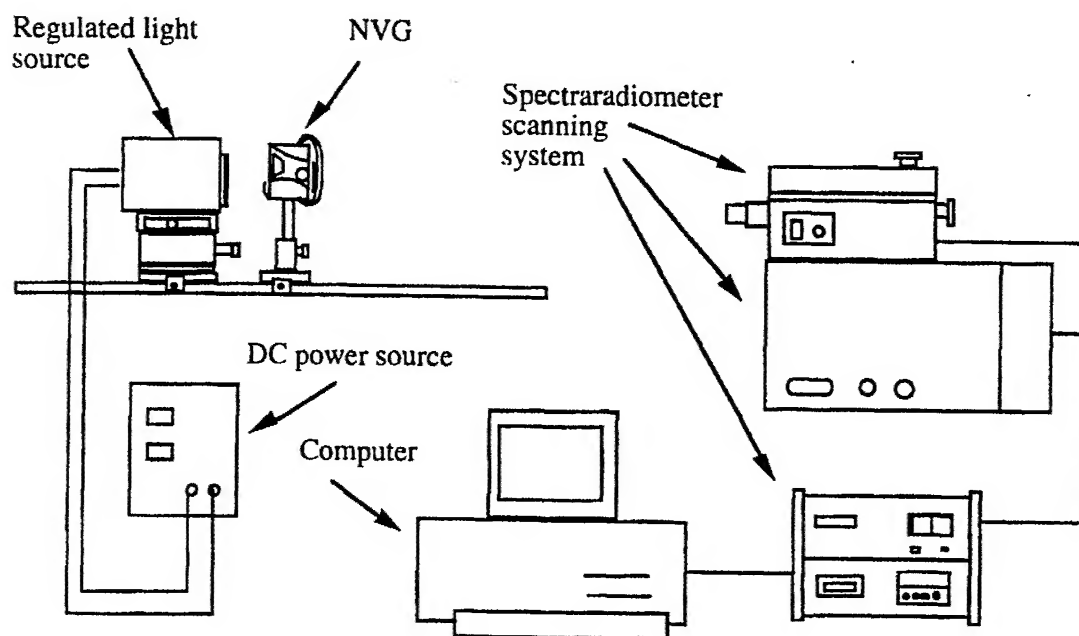 Regulated light
source
NVG
Spectraradiometer
scanning
system
DC power source
Computer